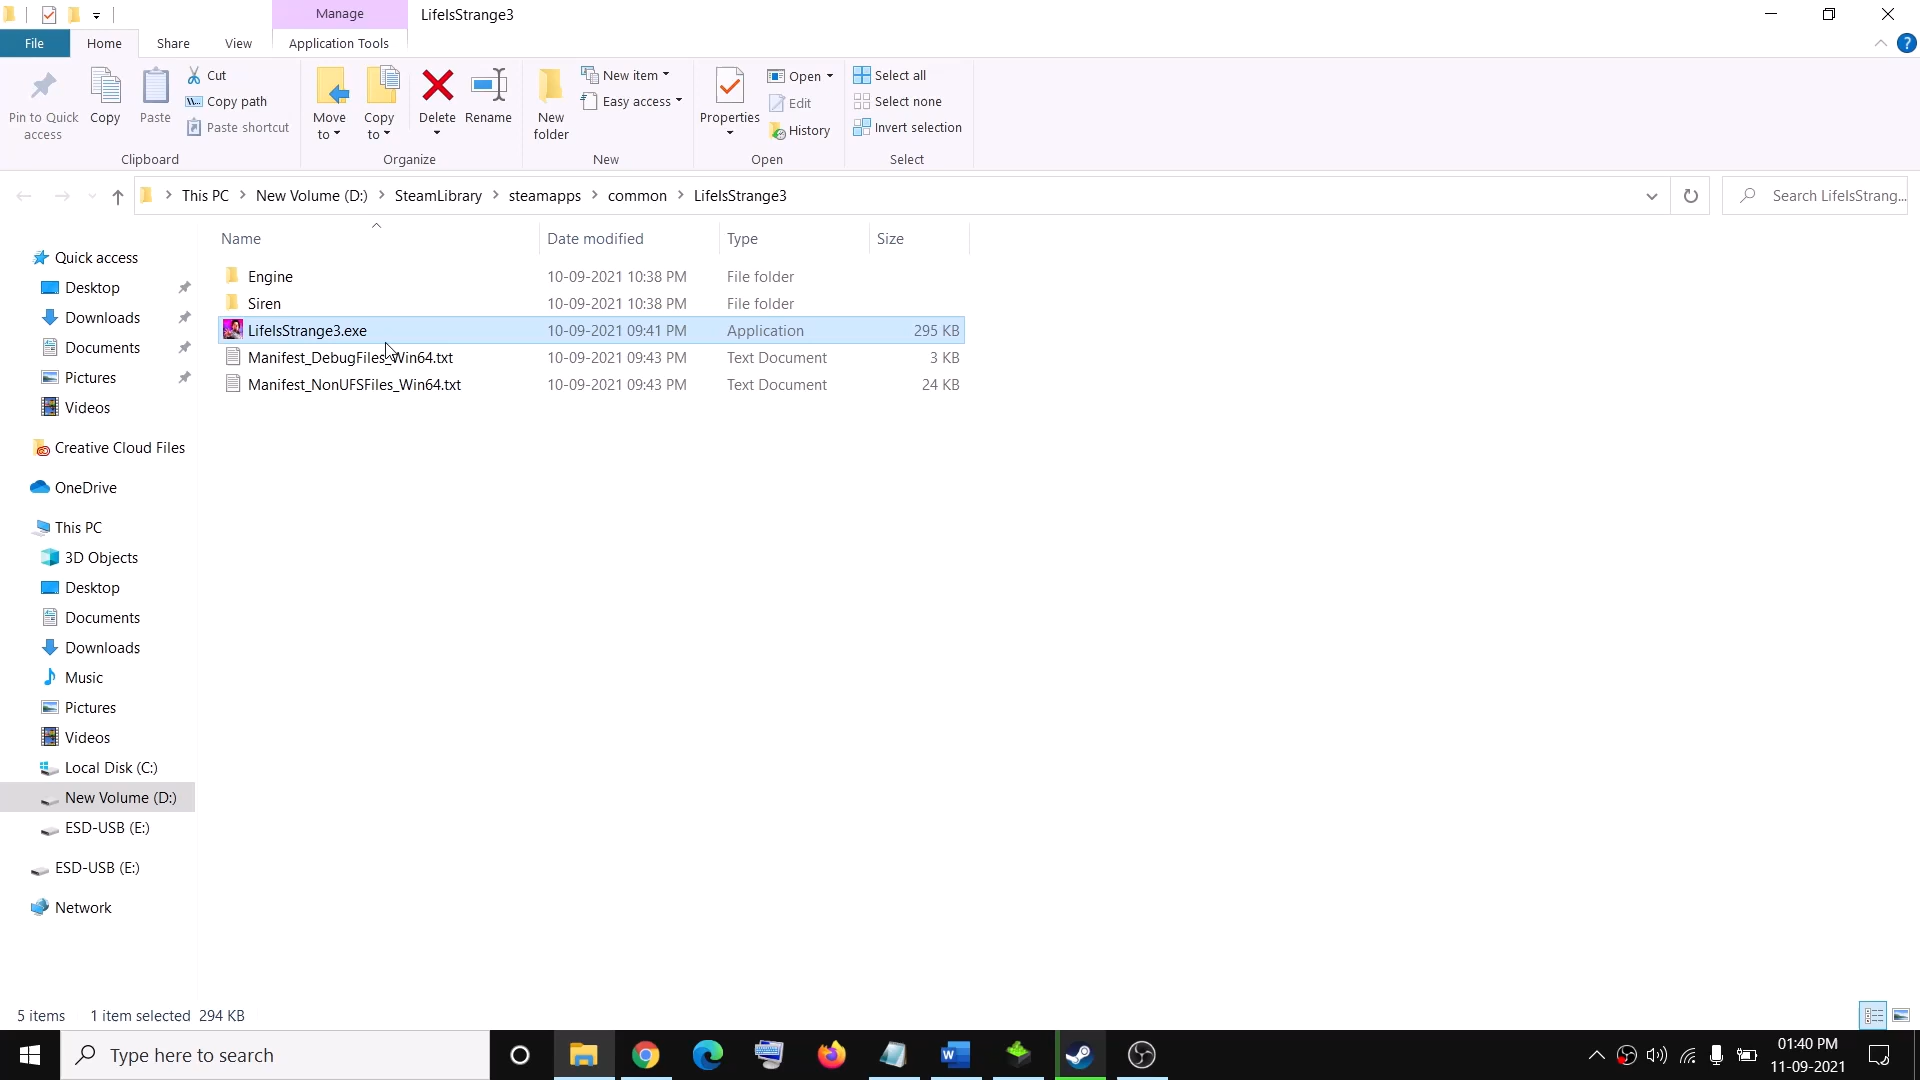 Manage
LifeIsStrange3
File
Home
Share
View
Application Tools
?
Pin to Quick
access
Copy
Paste
Cut
Copy path
Paste shortcut
Clipboard
Move
to
Copy
to
Delete
Rename
Organize
New
folder
New item
Easy access
New
Properties
Open
Edit
History
Open
Select all
Select none
Invert selection
Select
This PC > New Volume (D:) > SteamLibrary > steamapps > common > LifeIsStrange3
Search LifeIsStrang...
Name Date modified Type Size
Engine 10-09-2021 10:38 PM File folder
Siren 10-09-2021 10:38 PM File folder
LifeIsStrange3.exe 10-09-2021 09:41 PM Application 295 KB
Manifest_DebugFiles_Win64.txt 10-09-2021 09:43 PM Text Document 3 KB
Manifest_NonUFSFiles_Win64.txt 10-09-2021 09:43 PM Text Document 24 KB
Quick access
Desktop
Downloads
Documents
Pictures
Videos
Creative Cloud Files
OneDrive
This PC
3D Objects
Desktop
Documents
Downloads
Music
Pictures
Videos
Local Disk (C:)
New Volume (D:)
ESD-USB (E:)
ESD-USB (E:)
Network
5 items 1 item selected 294 KB
Type here to search
01:40 PM
11-09-2021